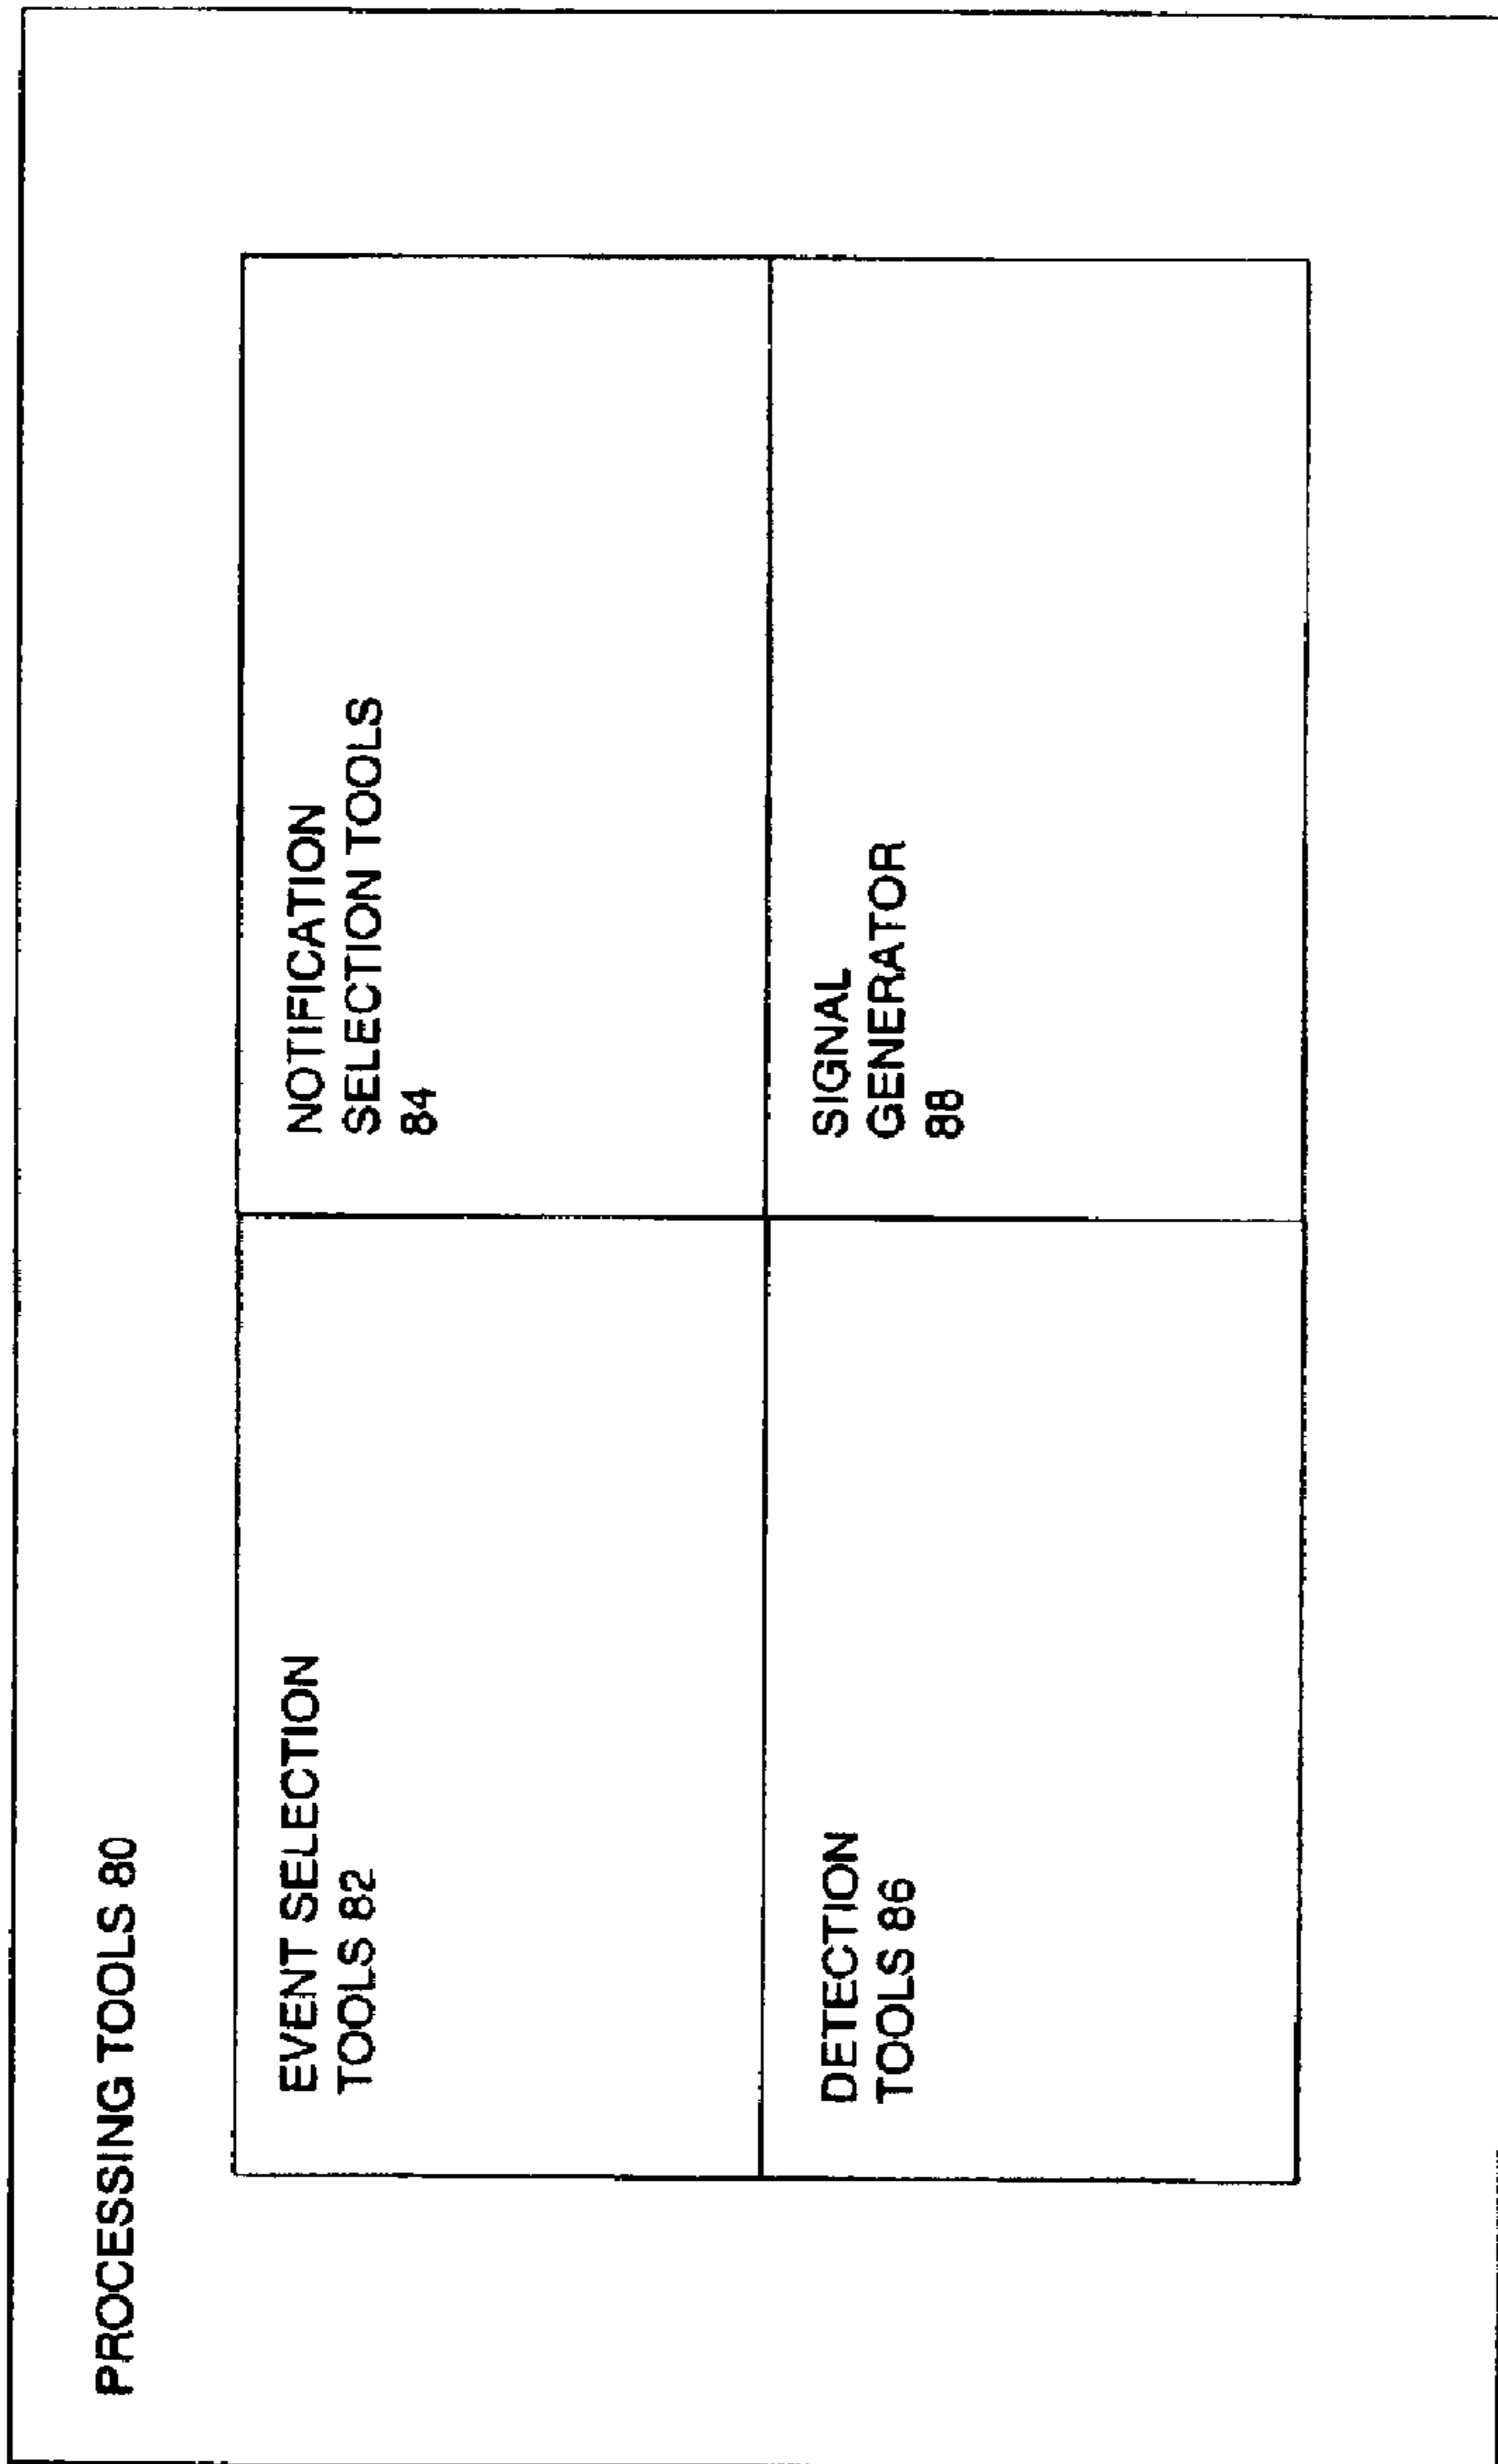 PROCESSING TOOLS 80
EVENT SELECTION
TOOLS 82
NOTIFICATION
SELECTION TOOLS
84
DETECTION
TOOLS 86
SIGNAL
GENERATOR
88